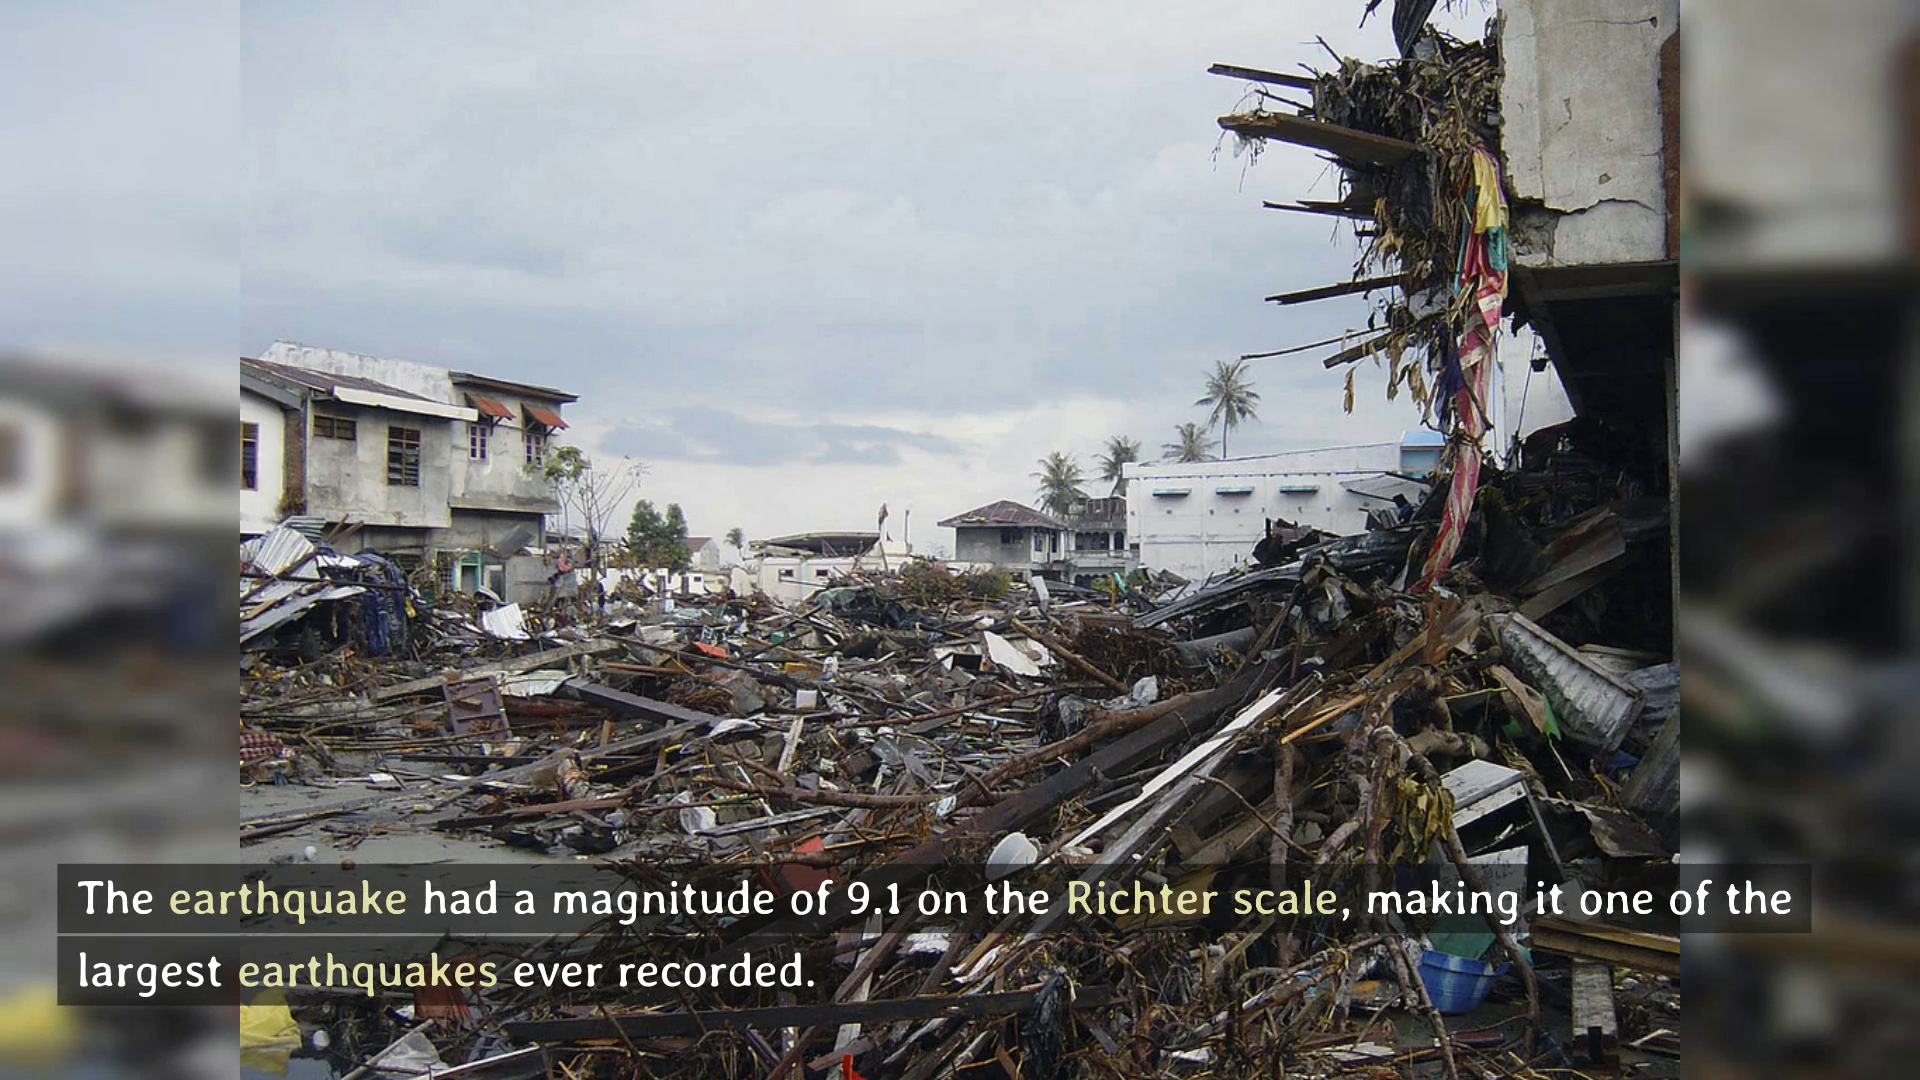 The earthquake had a magnitude of 9.1 on the Richter scale, making it one of the
largest earthquakes ever recorded.